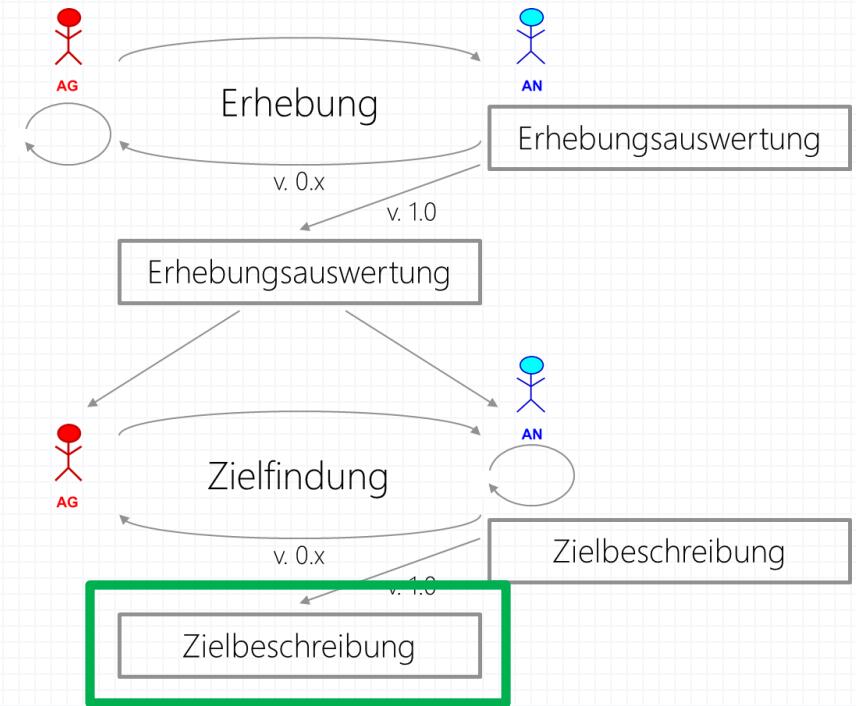 AG
AN
Erhebung
Erhebungsauswertung
v. 0.x
v. 1.0
Erhebungsauswertung
AN
AG
Zielfindung
Zielbeschreibung
v. 0.x
v. 1.0
Zielbeschreibung